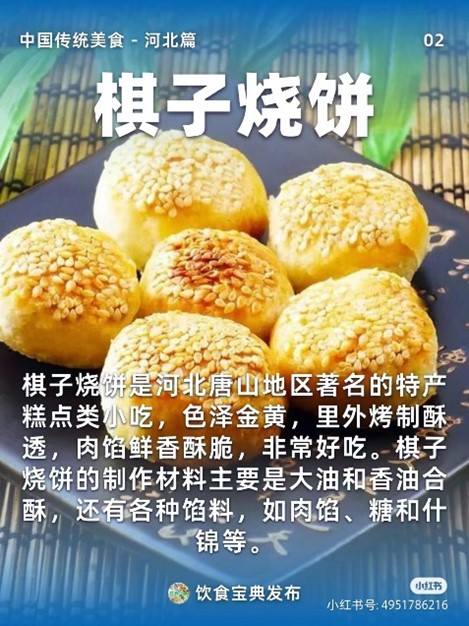 中国传统美食 - 河北篇
02
棋子烧饼
棋子烧饼是河北唐山地区著名的特产
糕点类小吃，色泽金黄，里外烤制酥
透，肉馅鲜香酥脆，非常好吃。棋子
烧饼的制作材料主要是大油和香油合
酥，还有各种馅料，如肉馅、糖和什
锦等。
饮食宝典发布
小红书
小红书号: 4951786216